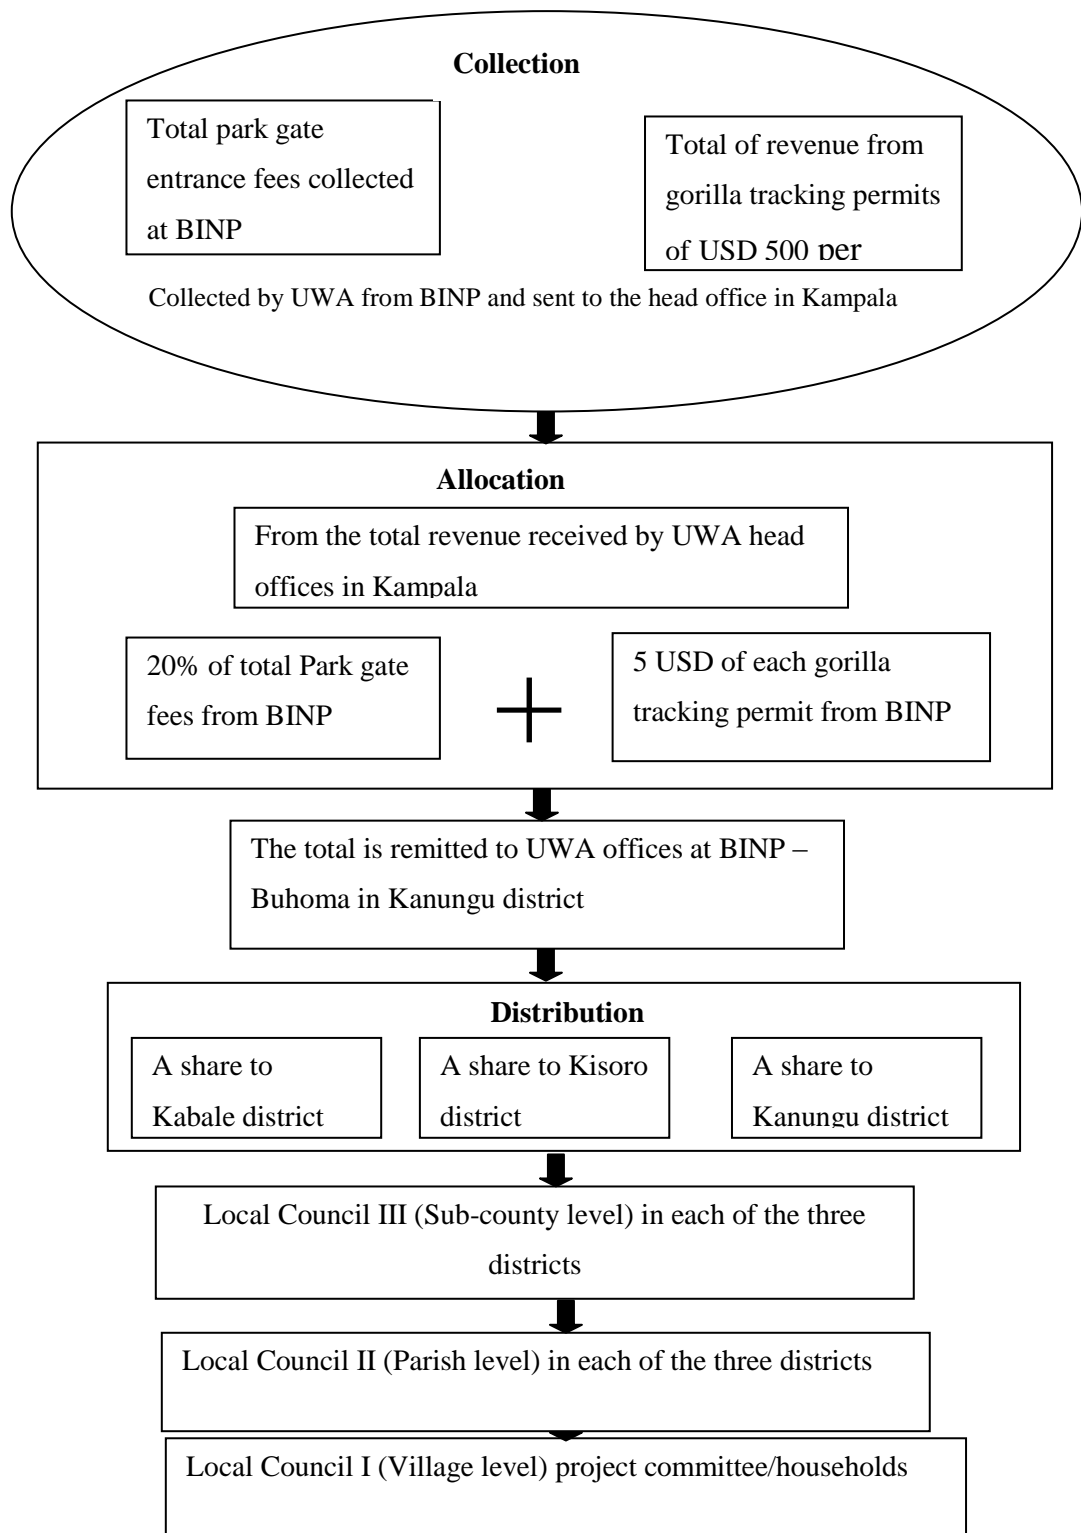 Collection
Total park gate
entrance fees collected
at BINP
Total of revenue from
gorilla tracking permits
of USD 500 per
Collected by UWA from BINP and sent to the head office in Kampala
Allocation
From the total revenue received by UWA head
offices in Kampala
20% of total Park gate
fees from BINP
+
5 USD of each gorilla
tracking permit from BINP
The total is remitted to UWA offices at BINP –
Buhoma in Kanungu district
Distribution
A share to
Kabale district
A share to Kisoro
district
A share to
Kanungu district
Local Council III (Sub-county level) in each of the three
districts
Local Council II (Parish level) in each of the three districts
Local Council I (Village level) project committee/households